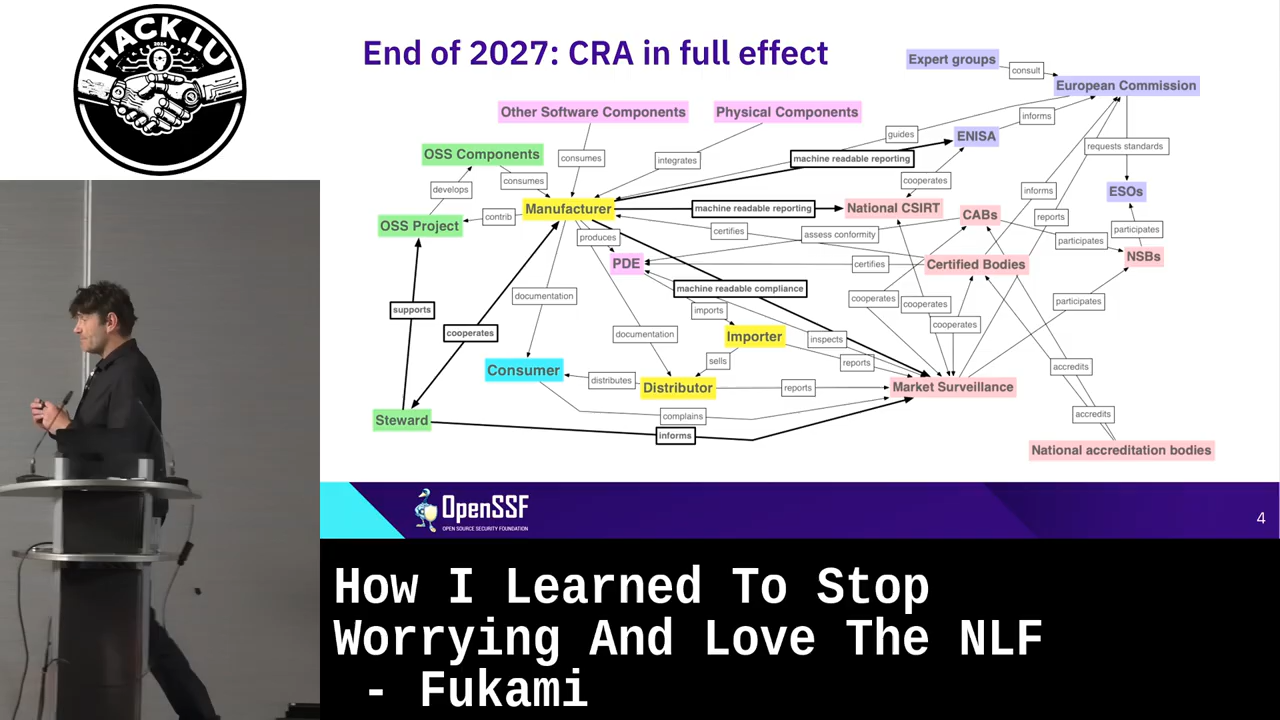 HACK.LU
2024
End of 2027: CRA in full effect
Expert groups
consult
European Commission
Other Software Components
Physical Components
guides
ENISA
informs
requests standards
OSS Components
consumes
integrates
machine readable reporting
develops
consumes
cooperates
informs
ESOs
OSS Project
contrib
Manufacturer
machine readable reporting
National CSIRT
CABs
reports
participates
produces
certifies
assess conformity
participates
NSBs
PDE
certifies
Certified Bodies
machine readable compliance
documentation
cooperates
cooperates
participates
supports
imports
cooperates
cooperates
documentation
Importer
inspects
sells
reports
accredits
Consumer
distributes
Distributor
reports
Market Surveillance
Steward
complains
accredits
informs
National accreditation bodies
OpenSSF
OPEN SOURCE SECURITY FOUNDATION
4
How I Learned To Stop
Worrying And Love The NLF
- Fukami